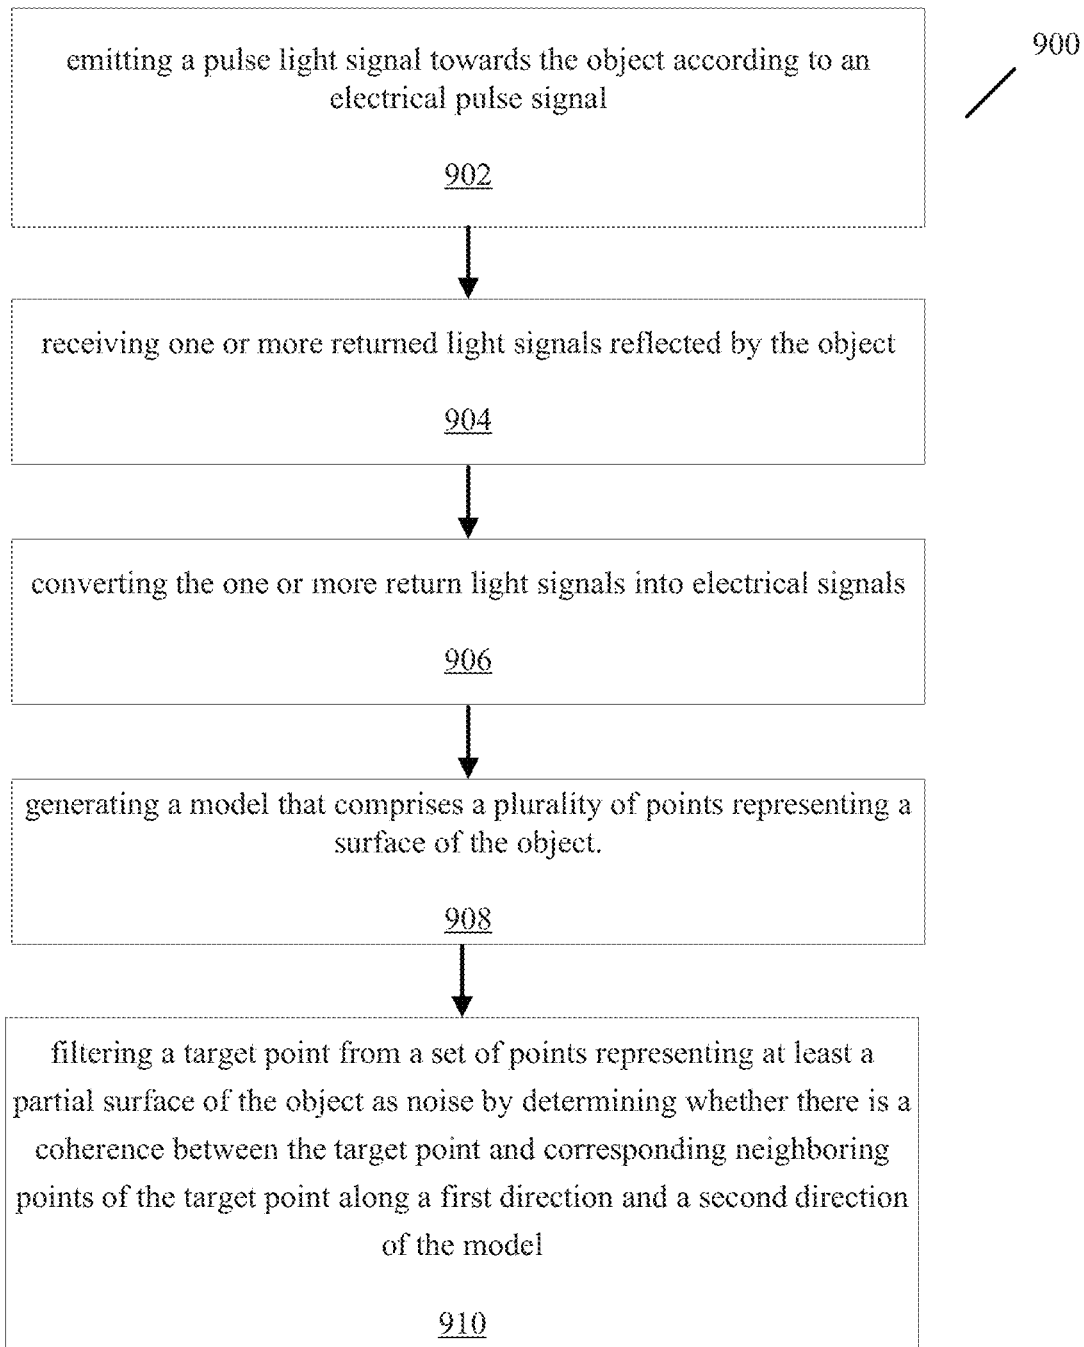 900
emitting a pulse light signal towards the object according to an
electrical pulse signal
902
receiving one or more returned light signals reflected by the object
904
converting the one or more return light signals into electrical signals
906
generating a model that comprises a plurality of points representing a
surface of the object.
908
filtering a target point from a set of points representing at least a
partial surface of the object as noise by determining whether there is a
coherence between the target point and corresponding neighboring
points of the target point along a first direction and a second direction
of the model
910